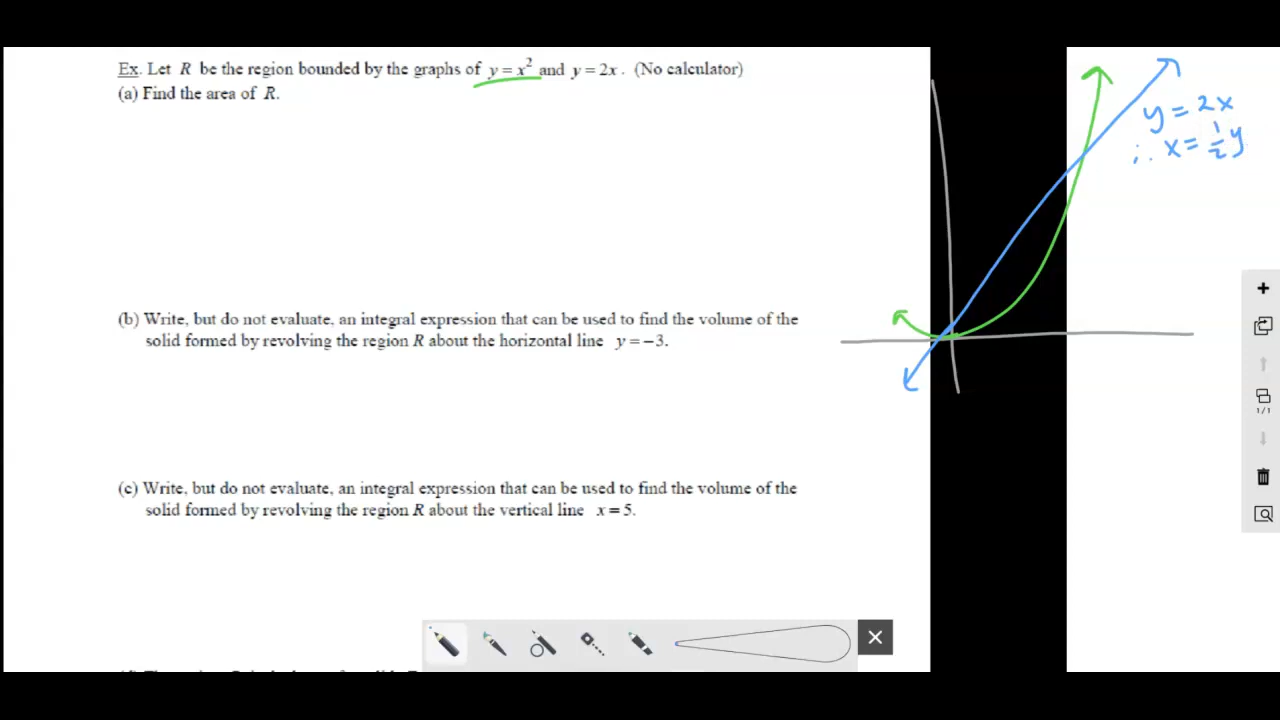 Ex. Let R be the region bounded by the graphs of y = x² and y = 2x. (No calculator)
(a) Find the area of R.
y = 2x
∴ x = ½y
(b) Write, but do not evaluate, an integral expression that can be used to find the volume of the
solid formed by revolving the region R about the horizontal line y = −3.
(c) Write, but do not evaluate, an integral expression that can be used to find the volume of the
solid formed by revolving the region R about the vertical line x = 5.
1/1